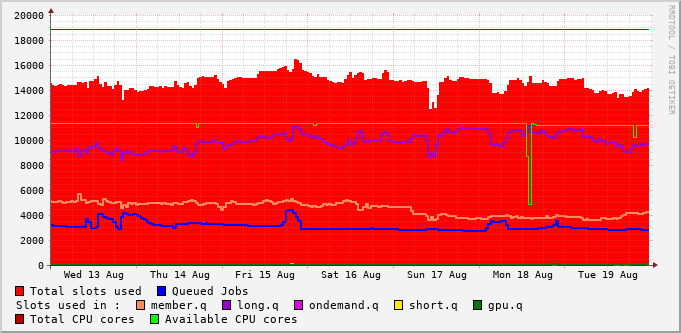 RRDTOOL / TOBI OETIKER
20000
18000
16000
14000
12000
10000
8000
6000
4000
2000
0
Wed 13 Aug Thu 14 Aug Fri 15 Aug Sat 16 Aug Sun 17 Aug Mon 18 Aug Tue 19 Aug
Total slots used Queued Jobs
Slots used in : member.q long.q ondemand.q short.q gpu.q
Total CPU cores Available CPU cores